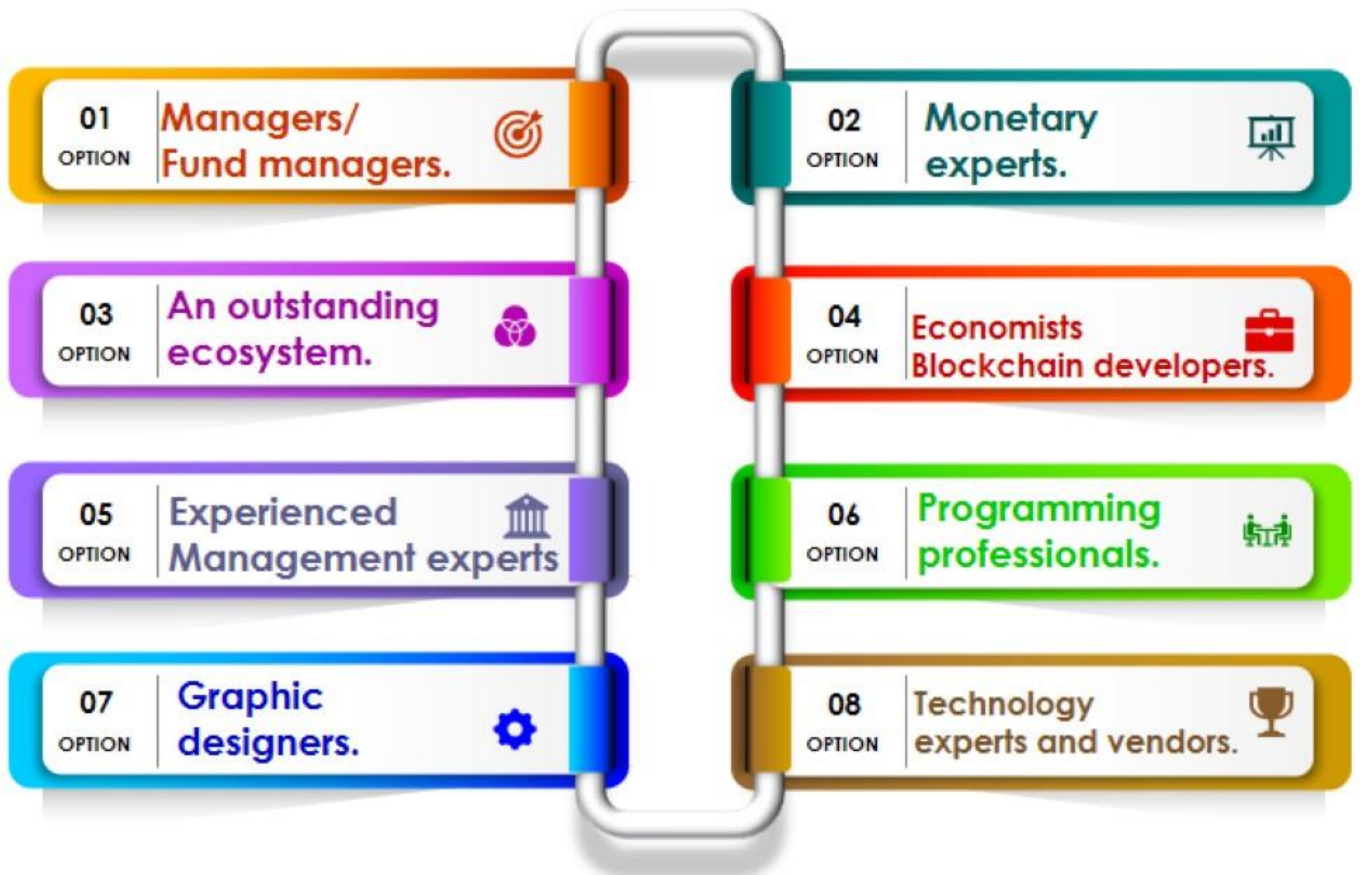 01
OPTION
Managers/
Fund managers.
02
OPTION
Monetary
experts.
03
OPTION
An outstanding
ecosystem.
04
OPTION
Economists
Blockchain developers.
05
OPTION
Experienced
Management experts
06
OPTION
Programming
professionals.
07
OPTION
Graphic
designers.
08
OPTION
Technology
experts and vendors.